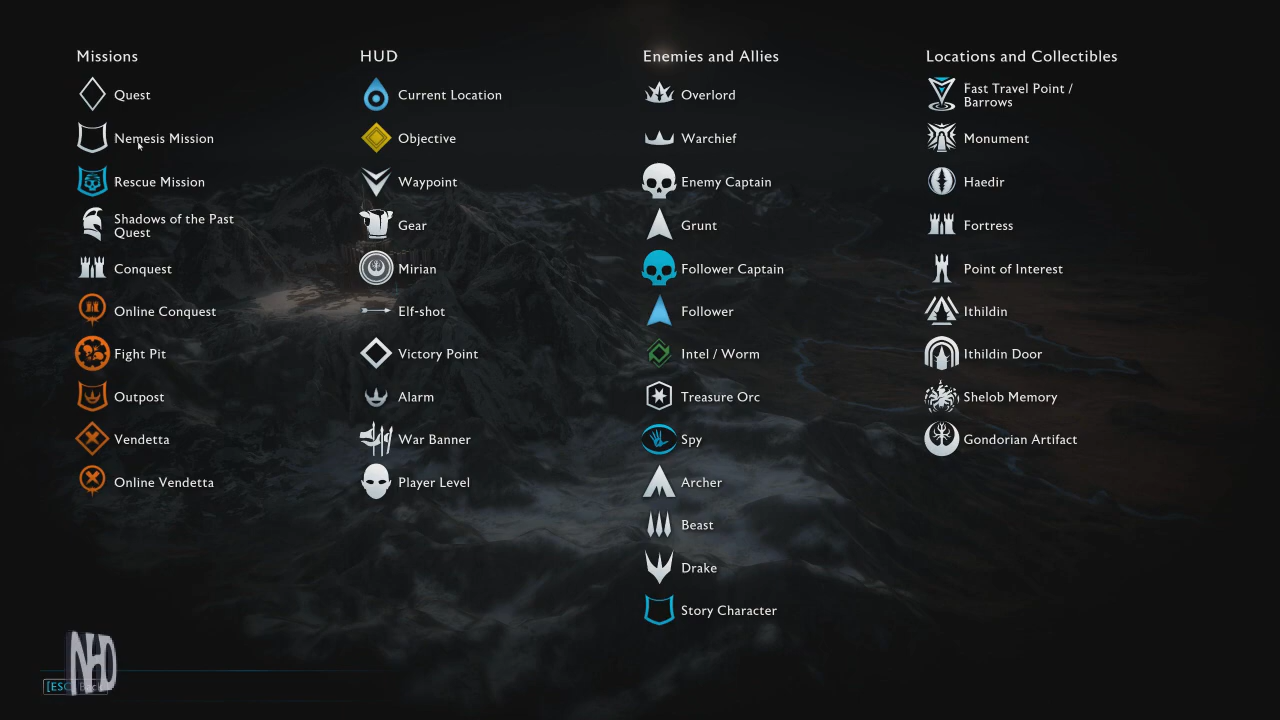 Missions
Quest
Nemesis Mission
Rescue Mission
Shadows of the Past
Quest
Conquest
Online Conquest
Fight Pit
Outpost
Vendetta
Online Vendetta
HUD
Current Location
Objective
Waypoint
Gear
Mirian
Elf-shot
Victory Point
Alarm
War Banner
Player Level
Enemies and Allies
Overlord
Warchief
Enemy Captain
Grunt
Follower Captain
Follower
Intel / Worm
Treasure Orc
Spy
Archer
Beast
Drake
Story Character
Locations and Collectibles
Fast Travel Point /
Barrows
Monument
Haedir
Fortress
Point of Interest
Ithildin
Ithildin Door
Shelob Memory
Gondorian Artifact
NHD
[ESC